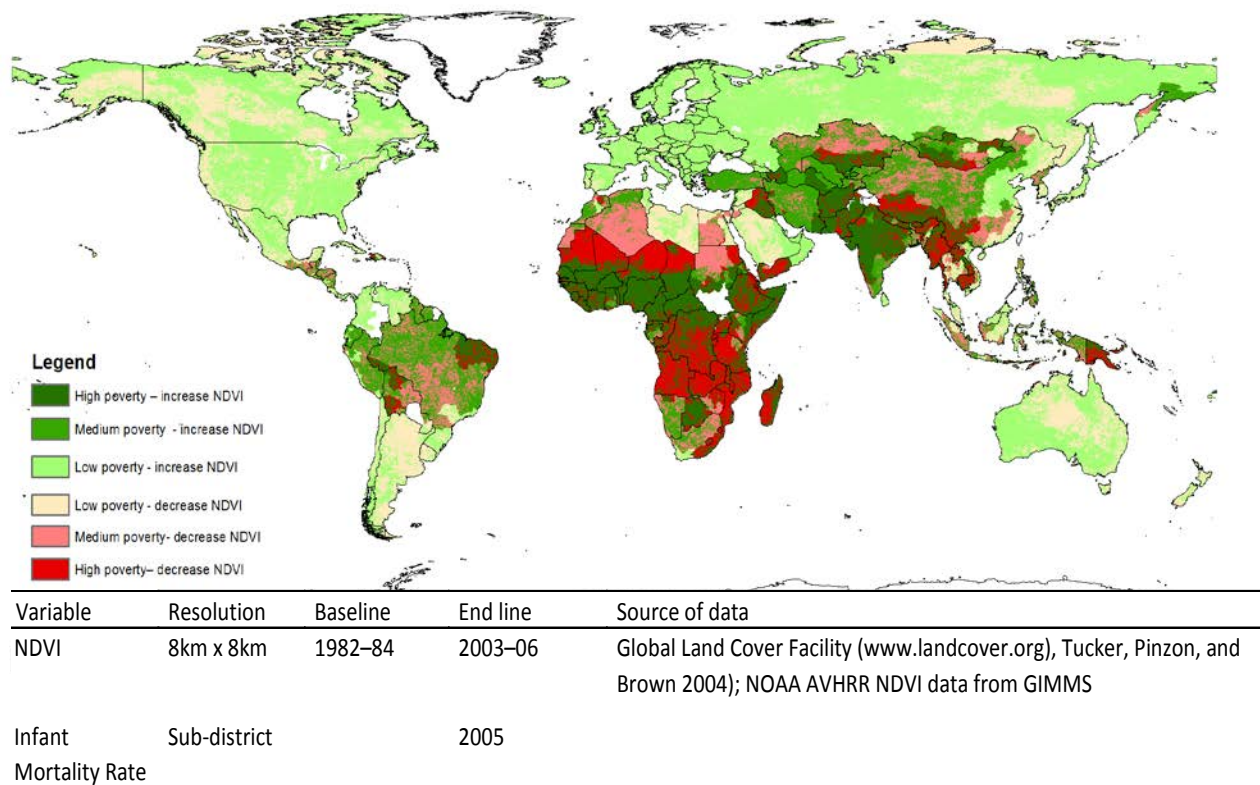 Legend
High poverty – increase NDVI
Medium poverty - increase NDVI
Low poverty - increase NDVI
Low poverty - decrease NDVI
Medium poverty- decrease NDVI
High poverty– decrease NDVI
Variable Resolution Baseline End line Source of data
NDVI 8km x 8km 1982–84 2003–06 Global Land Cover Facility (www.landcover.org), Tucker, Pinzon, and
Brown 2004); NOAA AVHRR NDVI data from GIMMS
Infant Sub-district 2005
Mortality Rate